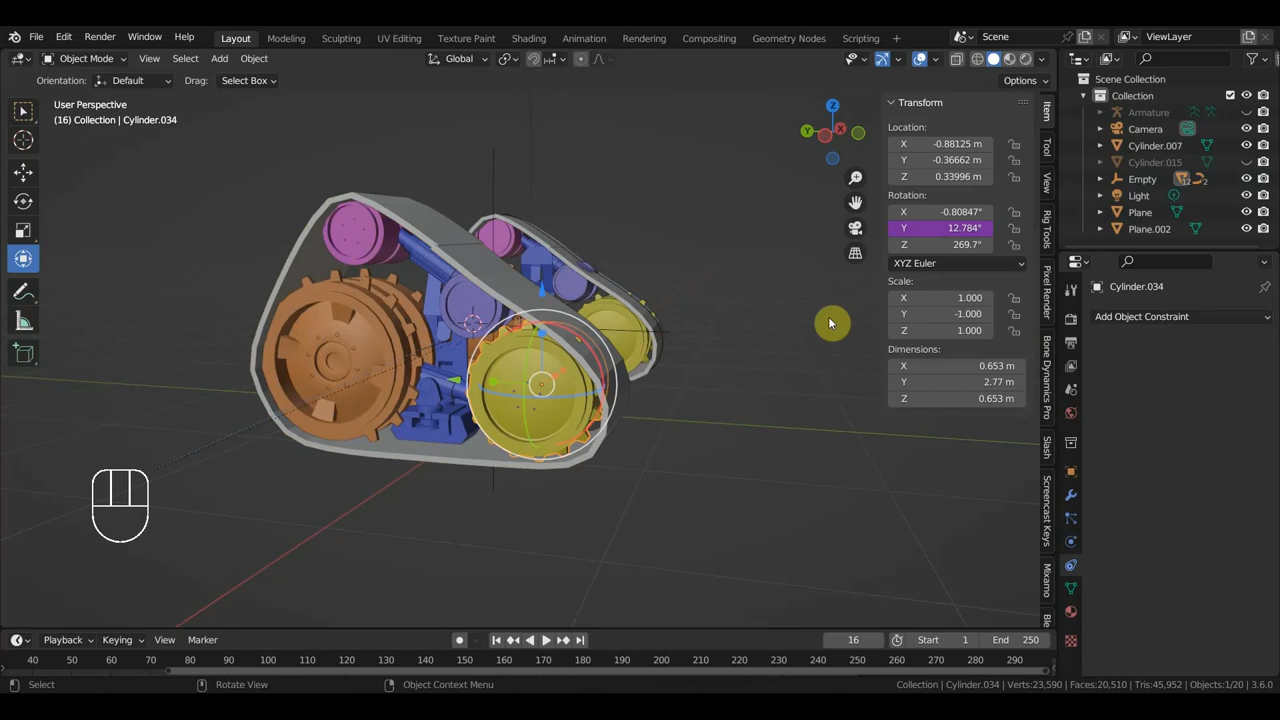 File Edit Render Window Help Layout Modeling Sculpting UV Editing Texture Paint Shading Animation Rendering Compositing Geometry Nodes Scripting + Scene ViewLayer
Object Mode View Select Add Object Global
Orientation: Default Drag: Select Box Options
User Perspective
(16) Collection | Cylinder.034
Z
Y
X
Transform
Location:
X -0.88125 m
Y -0.36662 m
Z 0.33996 m
Rotation:
X -0.80847°
Y 12.784°
Z 269.7°
XYZ Euler
Scale:
X 1.000
Y -1.000
Z 1.000
Dimensions:
X 0.653 m
Y 2.77 m
Z 0.653 m
Item
Tool
View
Rig Tools
Pixel Render
Bone Dynamics Pro
Slash
Screencast Keys
Mixamo
Ble
Scene Collection
Collection
Armature
Camera
Cylinder.007
Cylinder.015
Empty 12 2
Light
Plane
Plane.002
Cylinder.034
Add Object Constraint
Playback Keying View Marker 16 Start 1 End 250
40 50 60 70 80 90 100 110 120 130 140 150 160 170 180 190 200 210 220 230 240 250 260 270 280 290
Select Rotate View Object Context Menu Collection | Cylinder.034 | Verts:23,590 | Faces:20,510 | Tris:45,952 | Objects:1/20 | 3.6.0